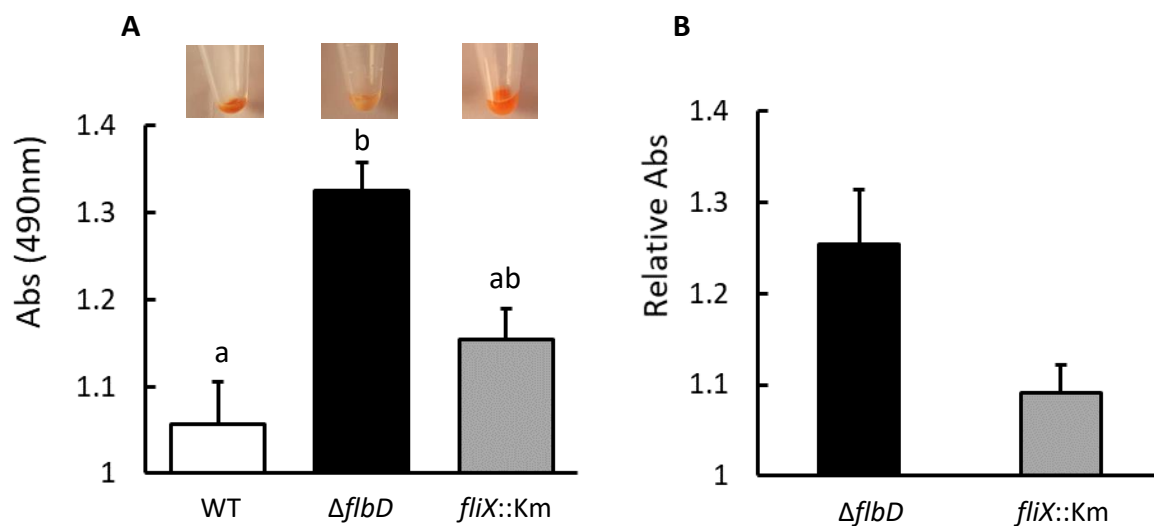 A
Abs (490nm)
1.4
1.3
1.2
1.1
1
a
b
ab
WT
ΔflbD
fliX::Km
B
Relative Abs
1.4
1.3
1.2
1.1
1
ΔflbD
fliX::Km